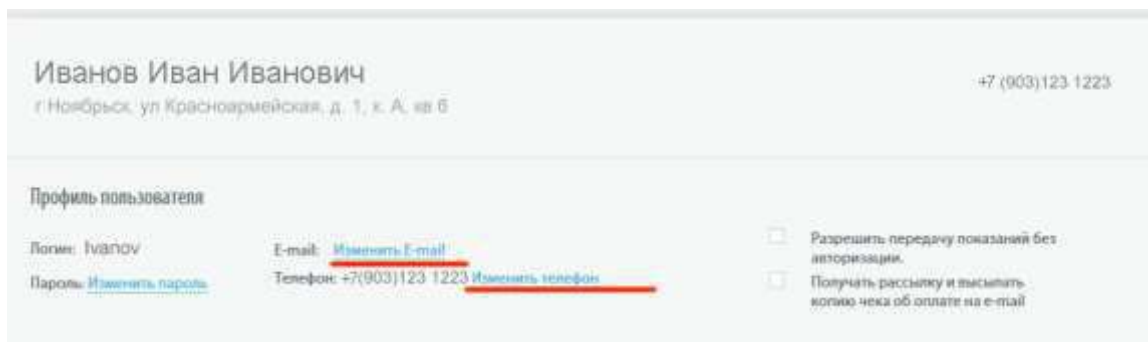 Иванов Иван Иванович
+7 (903)123 1223
г Ноябрьск, ул Красноармейская, д. 1, к. А, кв 6
Профиль пользователя
Логин: Ivanov
E-mail: Изменить E-mail
Разрешить передачу показаний без
авторизации.
Пароль: Изменить пароль
Телефон: +7(903)123 1223 Изменить телефон
Получать рассылку и высылать
копию чека об оплате на e-mail